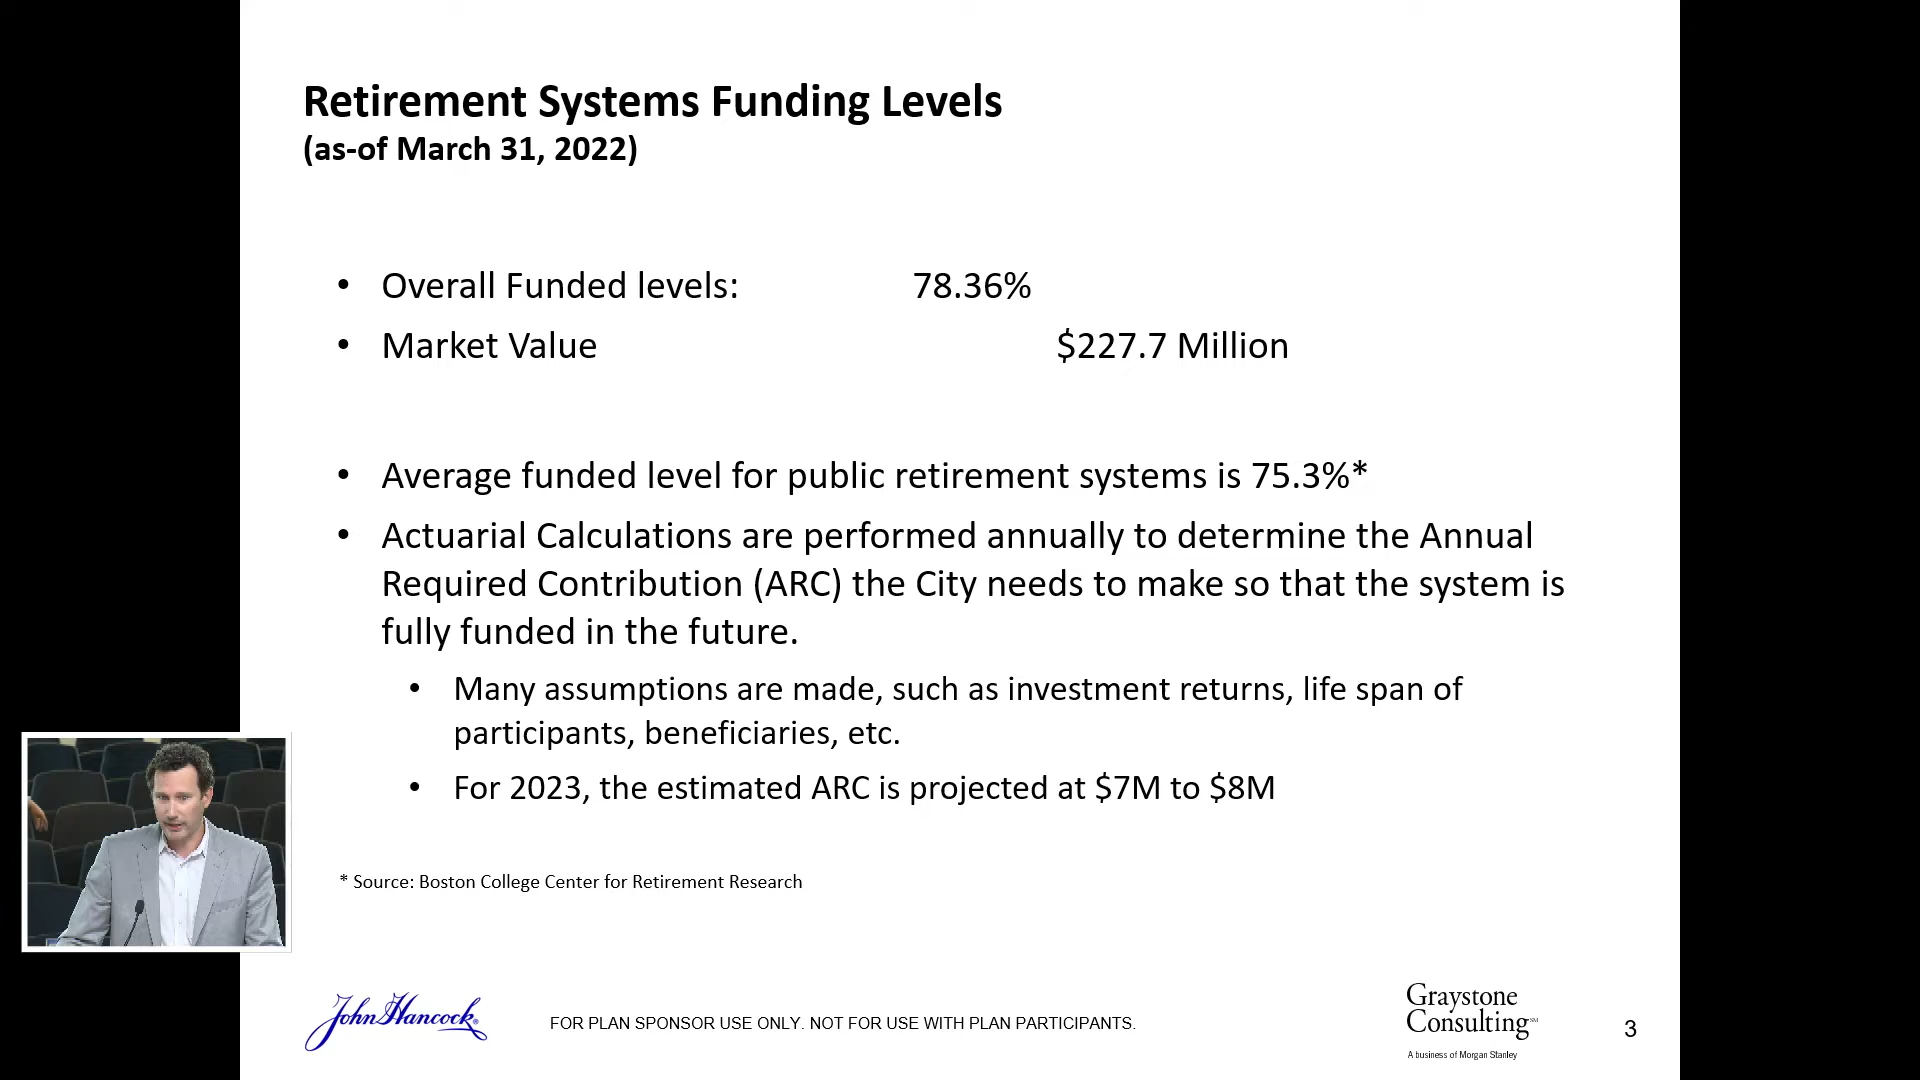 Retirement Systems Funding Levels
(as-of March 31, 2022)
• Overall Funded levels: 78.36%
• Market Value $227.7 Million
• Average funded level for public retirement systems is 75.3%*
• Actuarial Calculations are performed annually to determine the Annual
Required Contribution (ARC) the City needs to make so that the system is
fully funded in the future.
• Many assumptions are made, such as investment returns, life span of
participants, beneficiaries, etc.
• For 2023, the estimated ARC is projected at $7M to $8M
* Source: Boston College Center for Retirement Research
John Hancock®
FOR PLAN SPONSOR USE ONLY. NOT FOR USE WITH PLAN PARTICIPANTS.
Graystone
Consulting℠
A business of Morgan Stanley
3